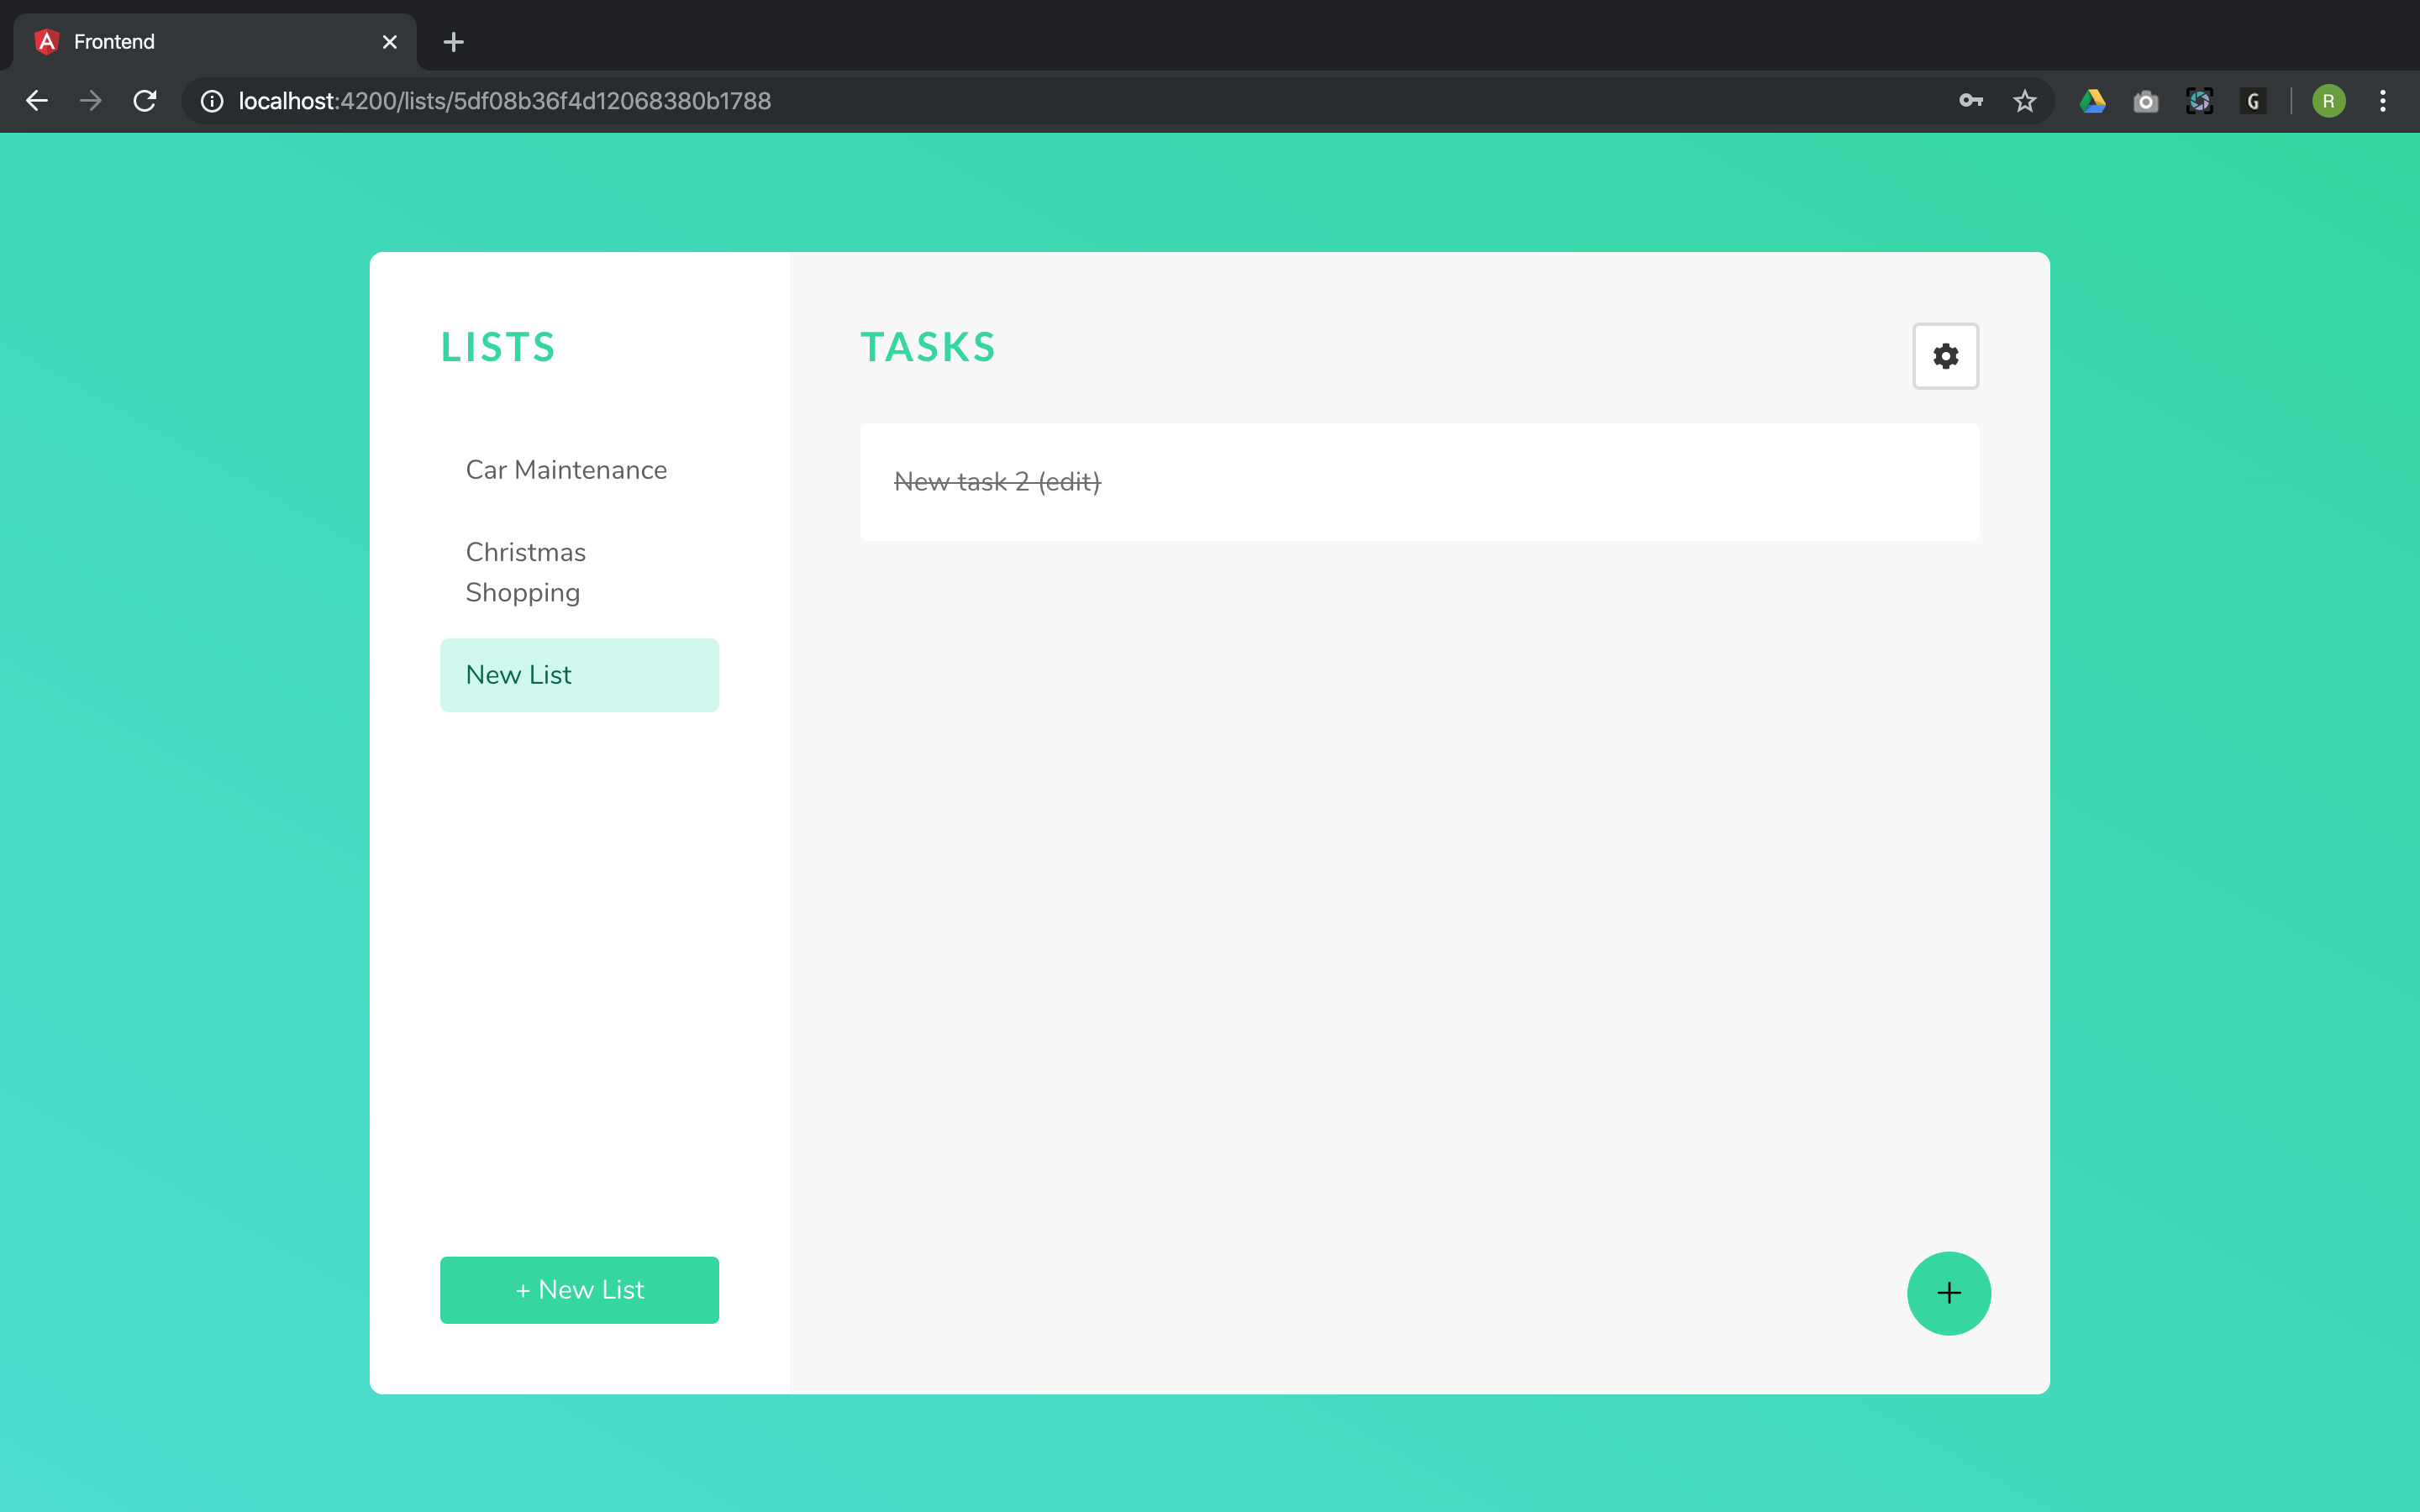 Frontend
localhost:4200/lists/5df08b36f4d12068380b1788
G
R
LISTS
Car Maintenance
Christmas
Shopping
New List
+ New List
TASKS
New task 2 (edit)